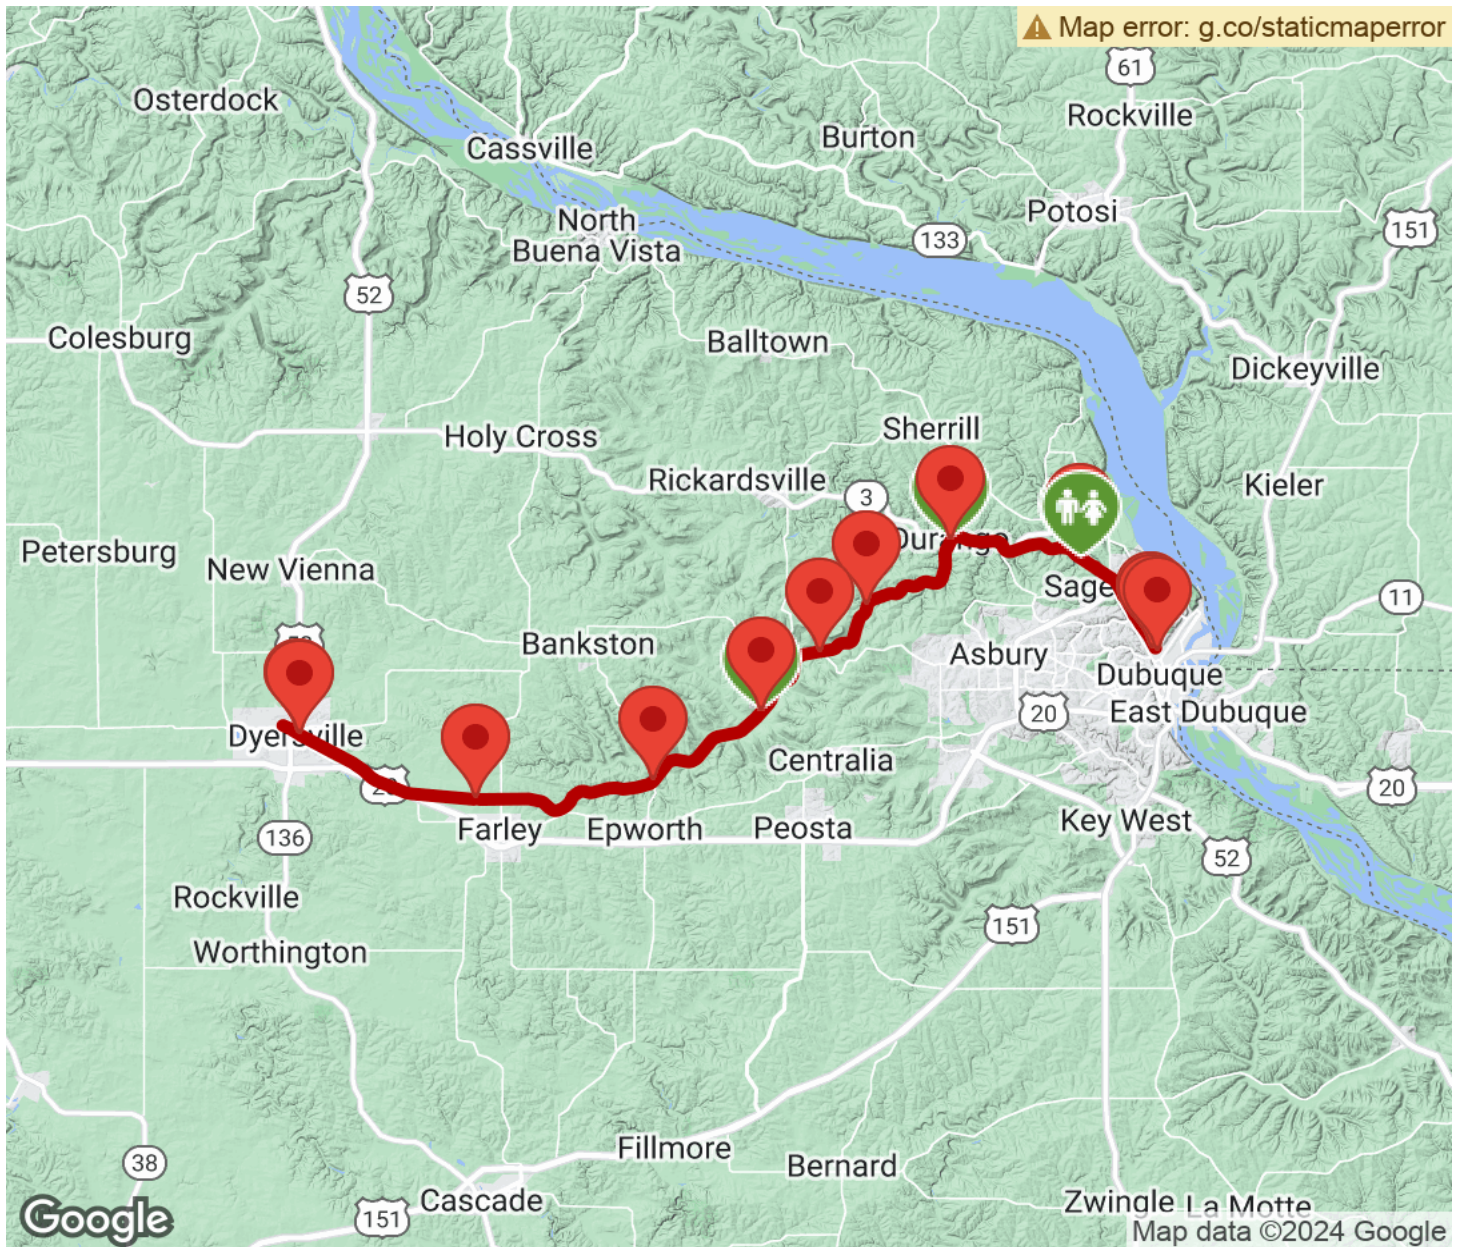 Map error: g.co/staticmaperror
61
Osterdock
Rockville
Burton
Cassville
Potosi
North
Buena Vista
133
151
52
Colesburg
Balltown
Dickeyville
Sherrill
Holy Cross
Rickardsville
Kieler
3
Durango
Petersburg
New Vienna
Sage
11
Bankston
Asbury
Dubuque
20
East Dubuque
Dyersville
Centralia
20
Farley
Epworth
Peosta
Key West
136
52
Rockville
151
Worthington
Fillmore
38
Bernard
Cascade
Zwingle
La Motte
151
Google
Map data ©2024 Google